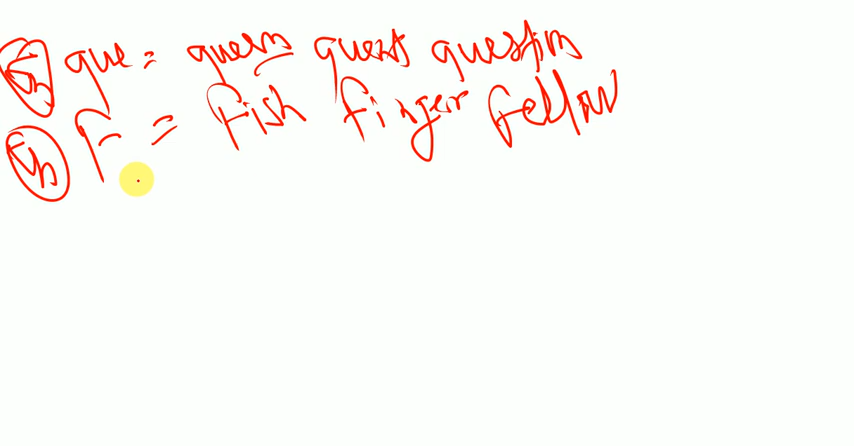 que = queen quest question
F = Fish Finger Fellow